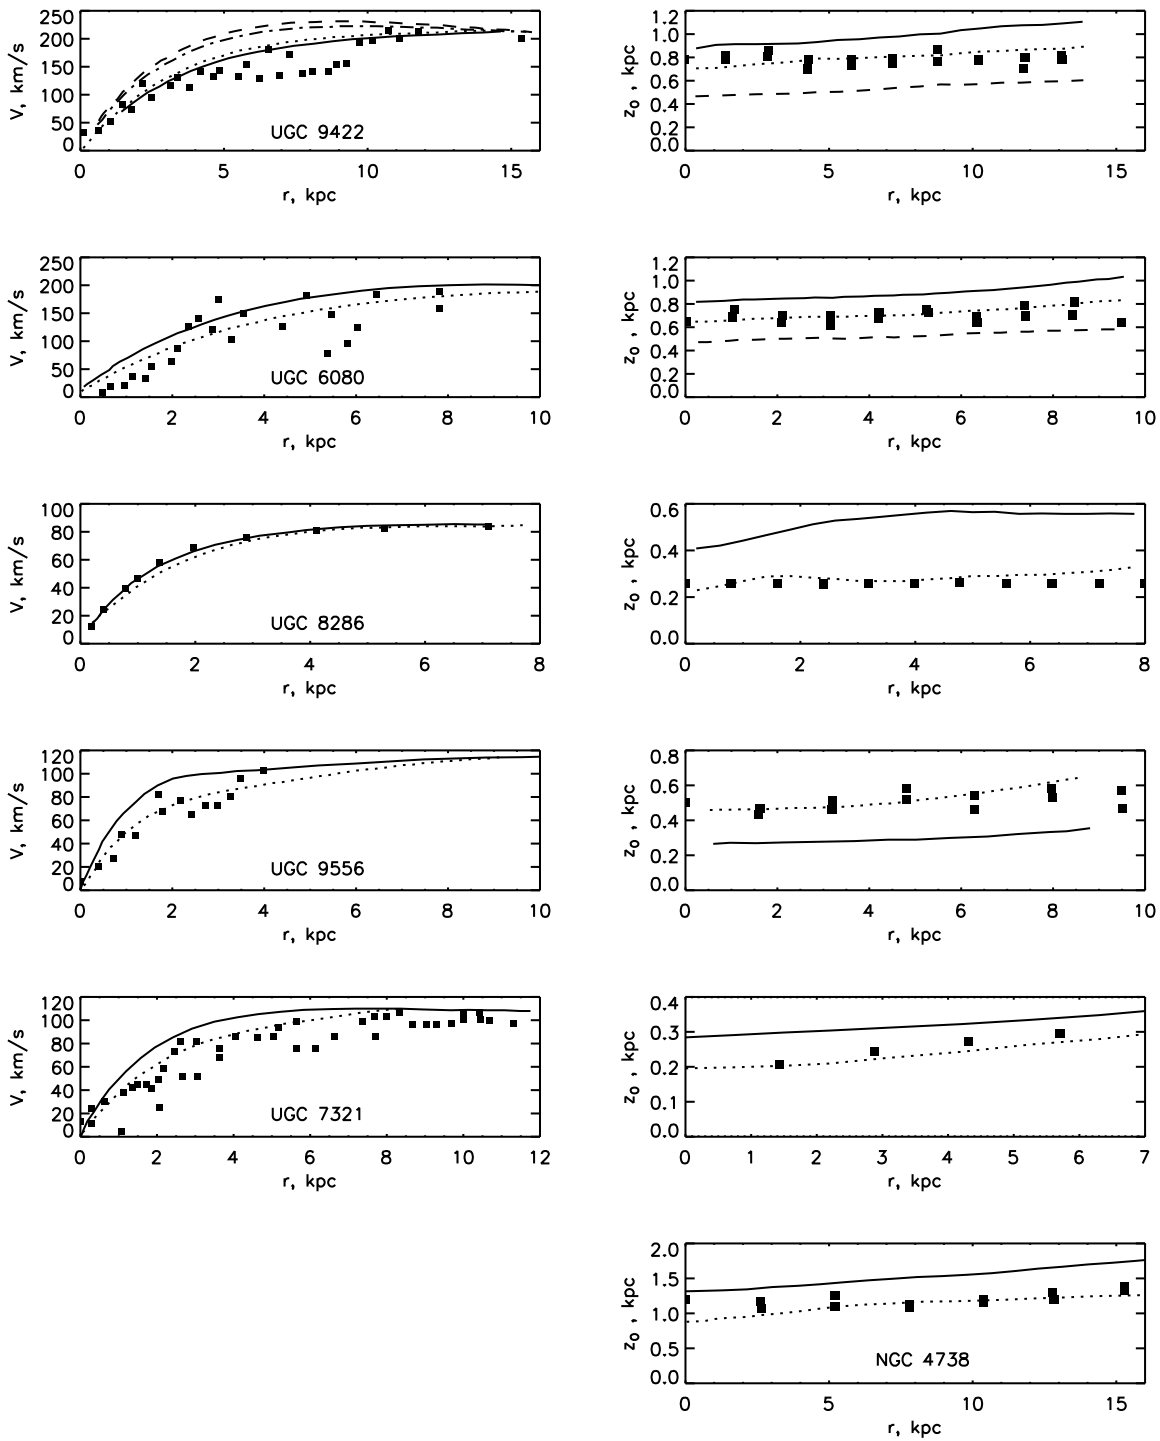 250
200
150
100
50
0
V, km/s
UGC 9422
0 5 10 15
r, kpc
1.2
1.0
0.8
0.6
0.4
0.2
0.0
z0 , kpc
0 5 10 15
r, kpc
250
200
150
100
50
0
V, km/s
UGC 6080
0 2 4 6 8 10
r, kpc
1.2
1.0
0.8
0.6
0.4
0.2
0.0
z0 , kpc
0 2 4 6 8 10
r, kpc
100
80
60
40
20
0
V, km/s
UGC 8286
0 2 4 6 8
r, kpc
0.6
0.4
0.2
0.0
z0 , kpc
0 2 4 6 8
r, kpc
120
100
80
60
40
20
0
V, km/s
UGC 9556
0 2 4 6 8 10
r, kpc
0.8
0.6
0.4
0.2
0.0
z0 , kpc
0 2 4 6 8 10
r, kpc
120
100
80
60
40
20
0
V, km/s
UGC 7321
0 2 4 6 8 10 12
r, kpc
0.4
0.3
0.2
0.1
0.0
z0 , kpc
0 1 2 3 4 5 6 7
r, kpc
2.0
1.5
1.0
0.5
0.0
z0 , kpc
NGC 4738
0 5 10 15
r, kpc